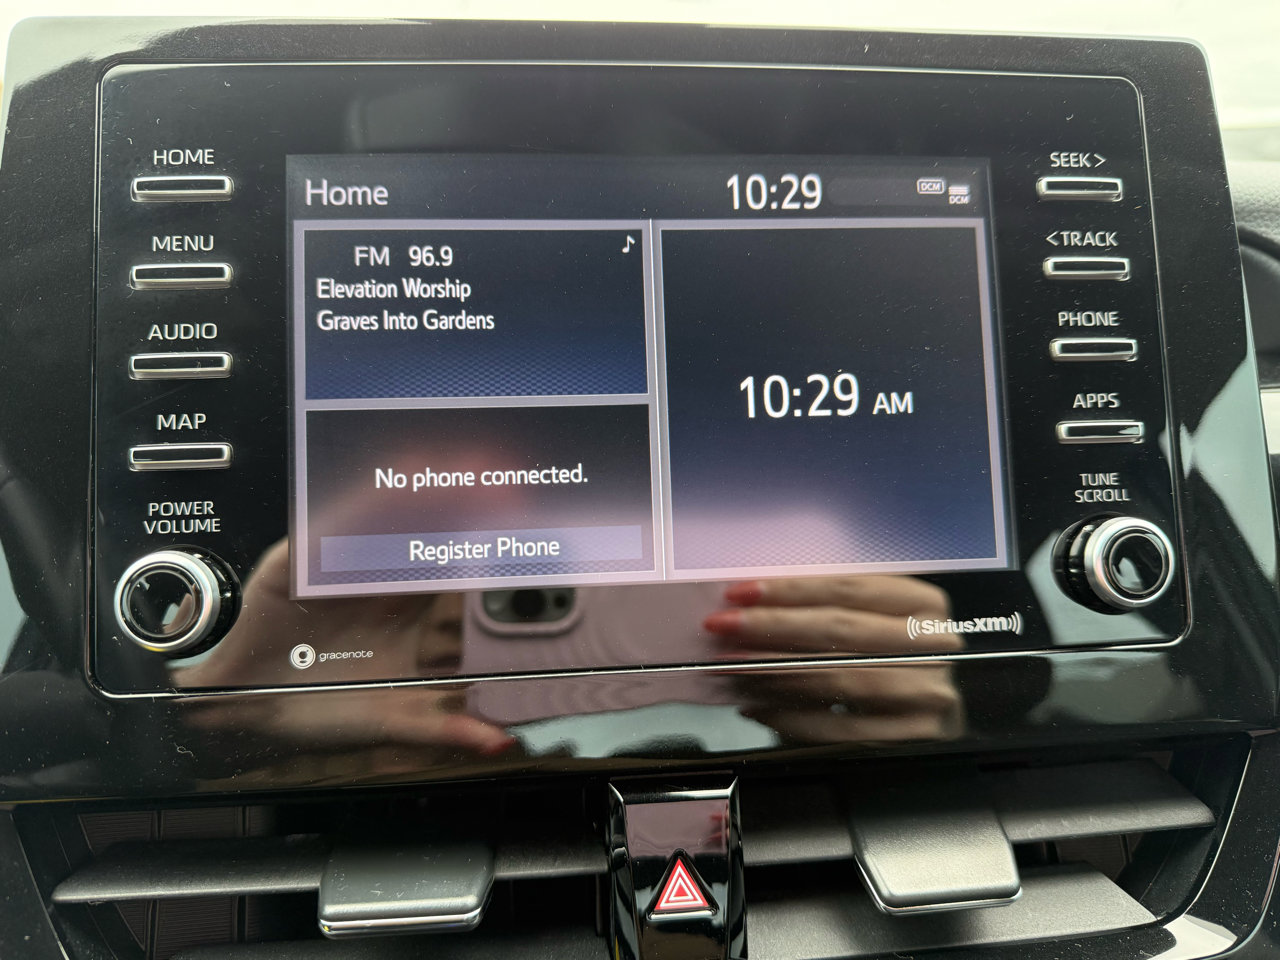 HOME
MENU
AUDIO
MAP
POWER
VOLUME
Home
10:29
DCM
DCM
FM 96.9
Elevation Worship
Graves Into Gardens
No phone connected.
Register Phone
10:29 AM
SEEK >
< TRACK
PHONE
APPS
TUNE
SCROLL
gracenote
((SiriusXM))